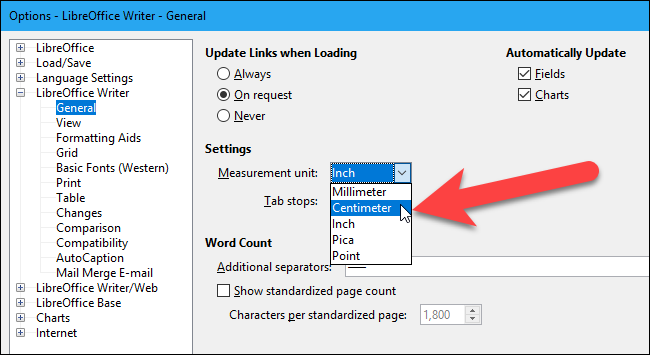 Options - LibreOffice Writer - General
LibreOffice
Load/Save
Language Settings
LibreOffice Writer
General
View
Formatting Aids
Grid
Basic Fonts (Western)
Print
Table
Changes
Comparison
Compatibility
AutoCaption
Mail Merge E-mail
LibreOffice Writer/Web
LibreOffice Base
Charts
Internet
Update Links when Loading
Always
On request
Never
Automatically Update
Fields
Charts
Settings
Measurement unit: Inch
Millimeter
Centimeter
Inch
Pica
Point
Tab stops:
Word Count
Additional separators:
Show standardized page count
Characters per standardized page: 1,800